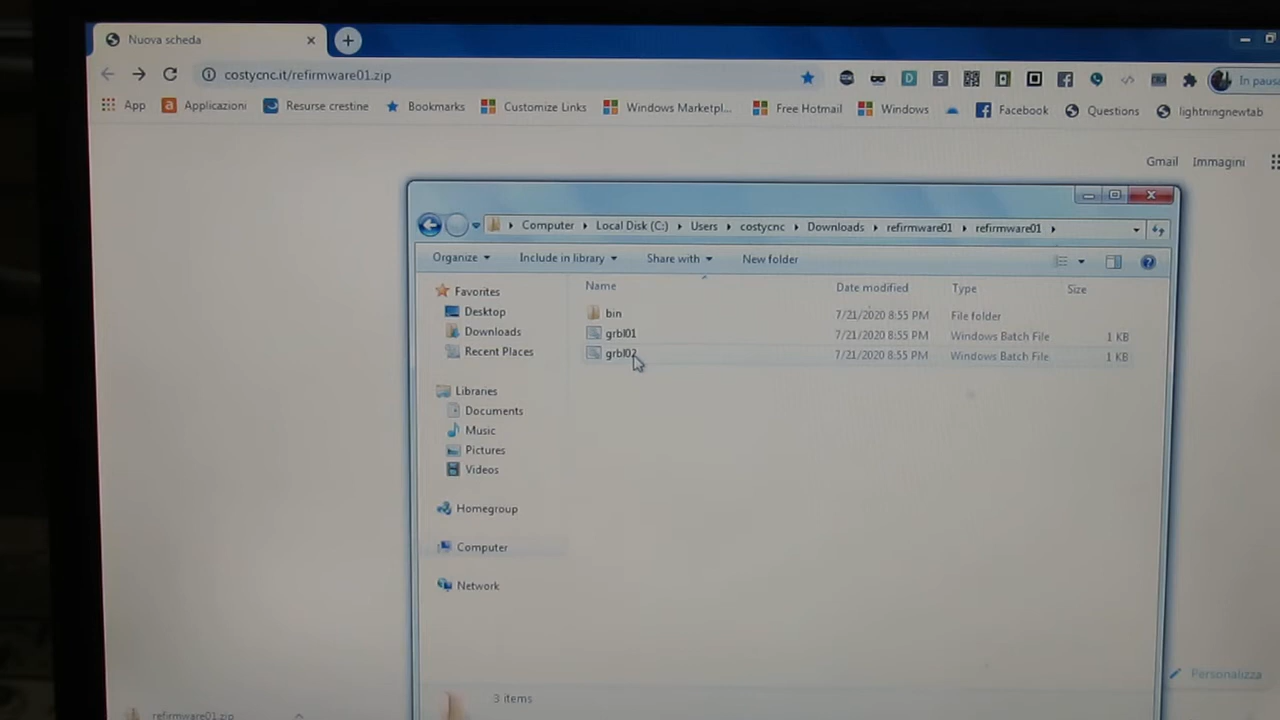 Nuova scheda
costycnc.it/refirmware01.zip
In pausa
App Applicazioni Resurse crestine Bookmarks Customize Links Windows Marketpl... Free Hotmail Windows Facebook Questions lightningnewtab
Gmail Immagini
Computer Local Disk (C:) Users costycnc Downloads refirmware01 refirmware01
Organize Include in library Share with New folder
Name Date modified Type Size
Favorites
Desktop
Downloads
Recent Places
Libraries
Documents
Music
Pictures
Videos
Homegroup
Computer
Network
bin 7/21/2020 8:55 PM File folder
grbl01 7/21/2020 8:55 PM Windows Batch File 1 KB
grbl02 7/21/2020 8:55 PM Windows Batch File 1 KB
3 items
Personalizza
refirmware01.zip